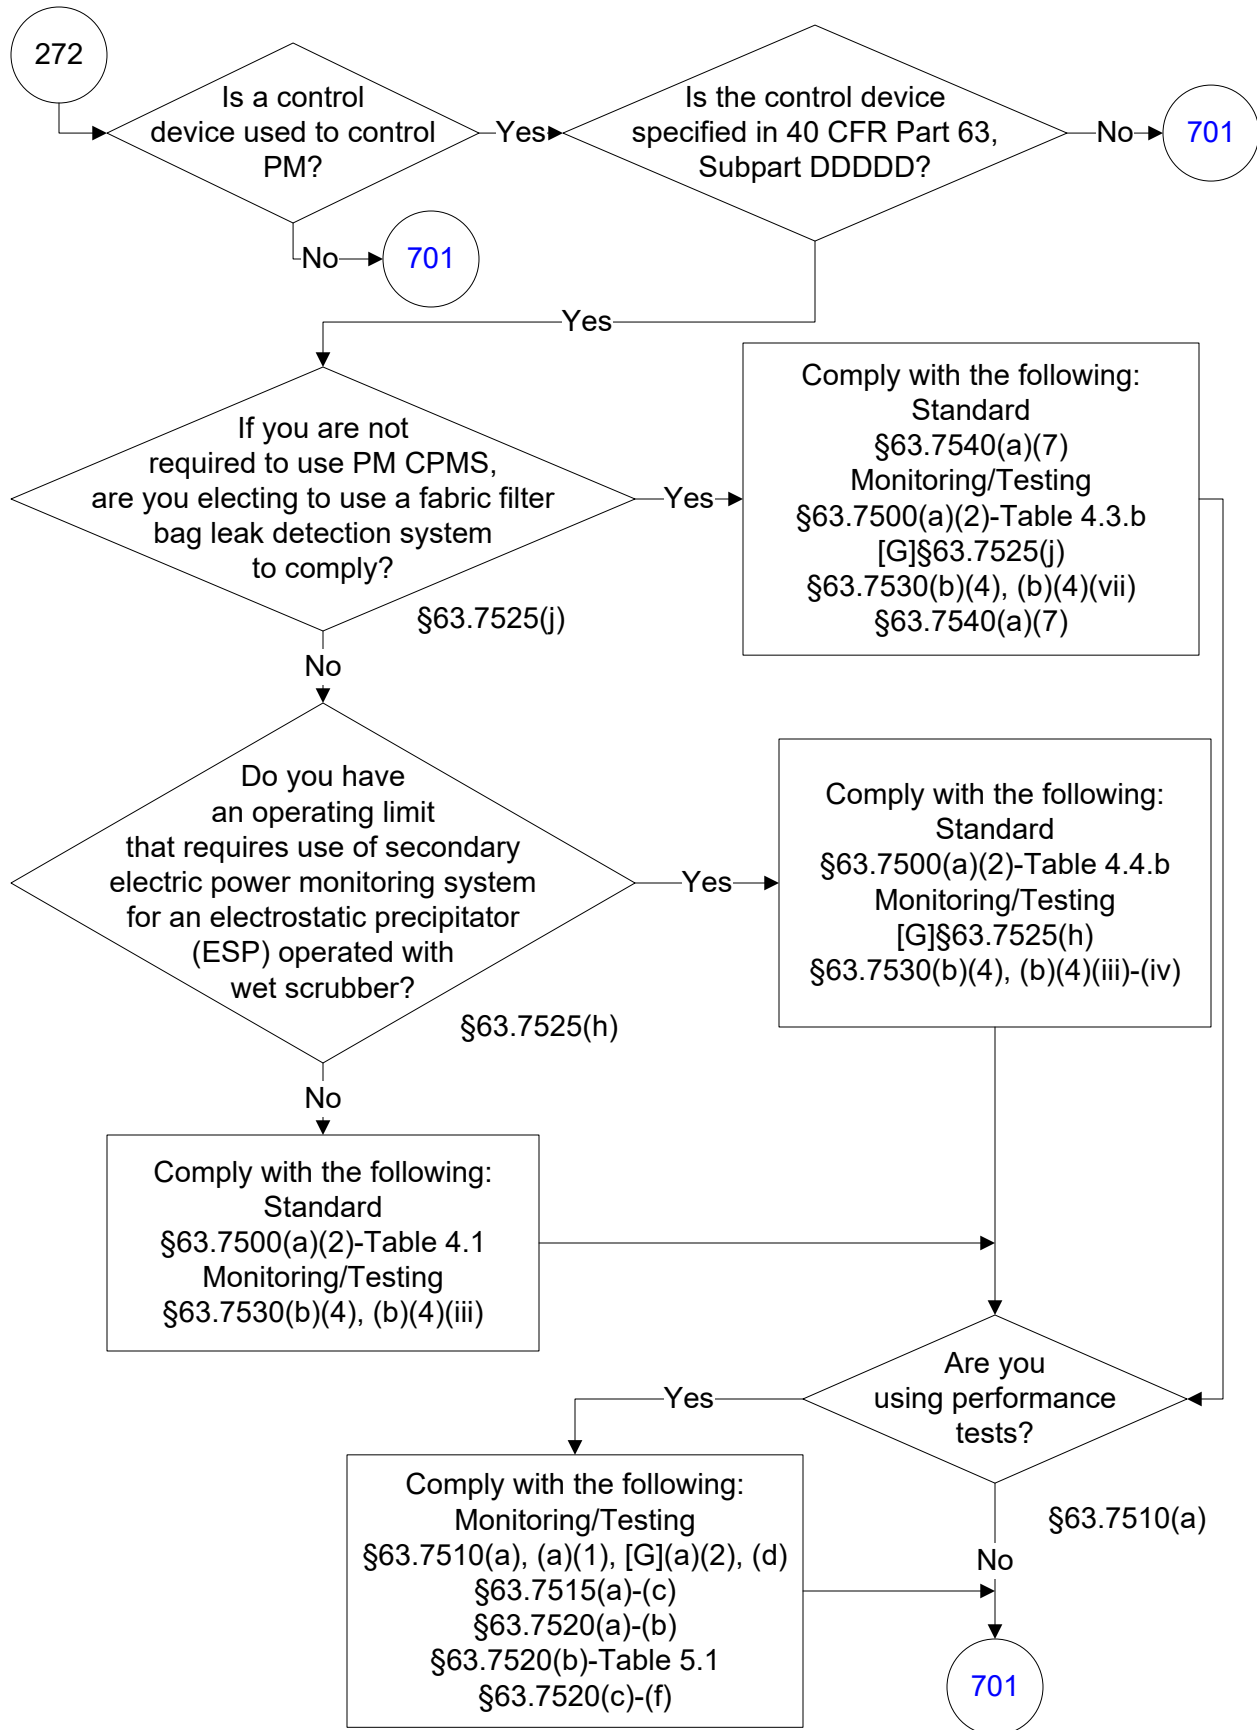 272
Is a control
device used to control
PM?
Yes
Is the control device
specified in 40 CFR Part 63,
Subpart DDDDD?
No
701
No
701
Yes
If you are not
required to use PM CPMS,
are you electing to use a fabric filter
bag leak detection system
to comply?
§63.7525(j)
Yes
Comply with the following:
Standard
§63.7540(a)(7)
Monitoring/Testing
§63.7500(a)(2)-Table 4.3.b
[G]§63.7525(j)
§63.7530(b)(4), (b)(4)(vii)
§63.7540(a)(7)
No
Do you have
an operating limit
that requires use of secondary
electric power monitoring system
for an electrostatic precipitator
(ESP) operated with
wet scrubber?
§63.7525(h)
Yes
Comply with the following:
Standard
§63.7500(a)(2)-Table 4.4.b
Monitoring/Testing
[G]§63.7525(h)
§63.7530(b)(4), (b)(4)(iii)-(iv)
No
Comply with the following:
Standard
§63.7500(a)(2)-Table 4.1
Monitoring/Testing
§63.7530(b)(4), (b)(4)(iii)
Are you
using performance
tests?
§63.7510(a)
Yes
Comply with the following:
Monitoring/Testing
§63.7510(a), (a)(1), [G](a)(2), (d)
§63.7515(a)-(c)
§63.7520(a)-(b)
§63.7520(b)-Table 5.1
§63.7520(c)-(f)
No
701